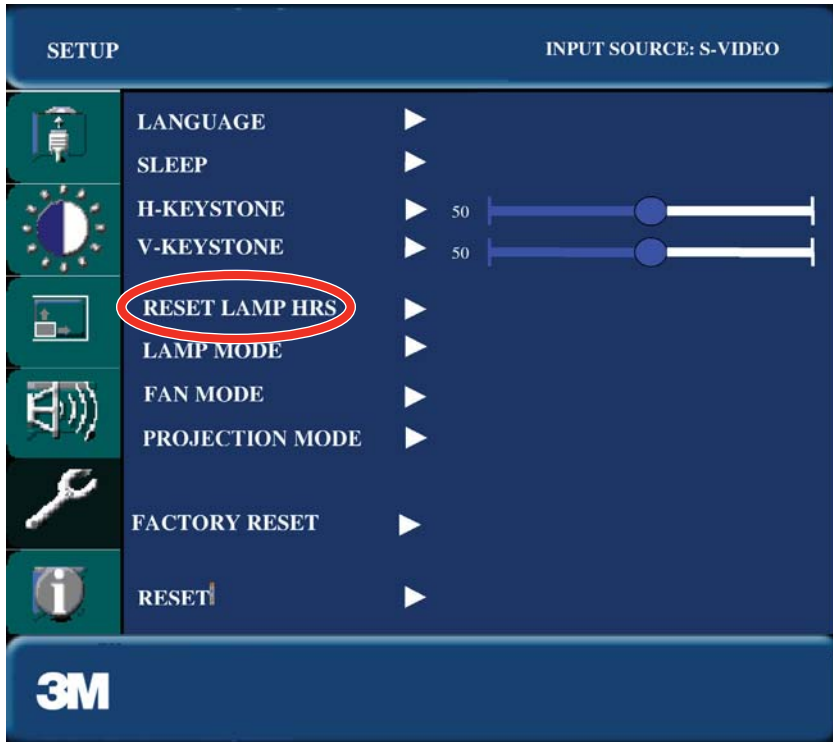 SETUP INPUT SOURCE: S-VIDEO
LANGUAGE
SLEEP
H-KEYSTONE 50
V-KEYSTONE 50
RESET LAMP HRS
LAMP MODE
FAN MODE
PROJECTION MODE
FACTORY RESET
RESET
3M